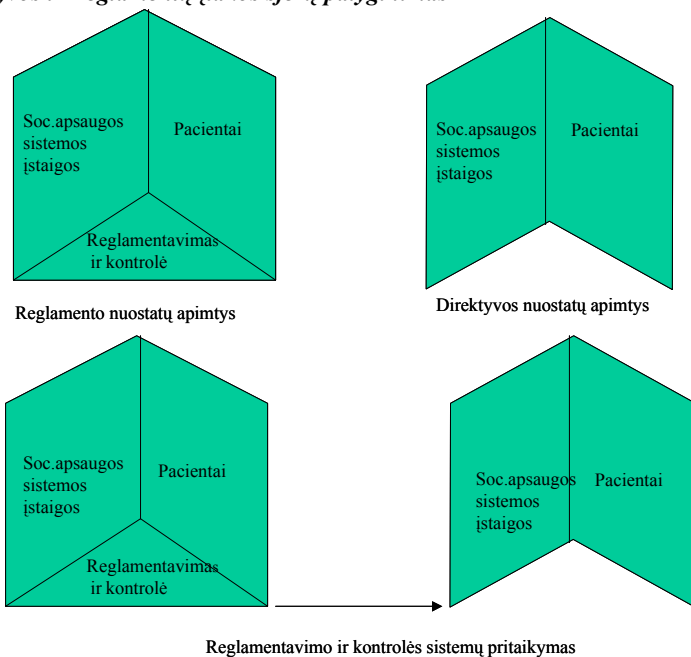 Soc.apsaugos
sistemos
įstaigos
Pacientai
Reglamentavimas
ir kontrolė
Reglamento nuostatų apimtys
Soc.apsaugos
sistemos
įstaigos
Pacientai
Direktyvos nuostatų apimtys
Soc.apsaugos
sistemos
įstaigos
Pacientai
Reglamentavimas
ir kontrolė
Soc.apsaugos
sistemos
įstaigos
Pacientai
Reglamentavimo ir kontrolės sistemų pritaikymas